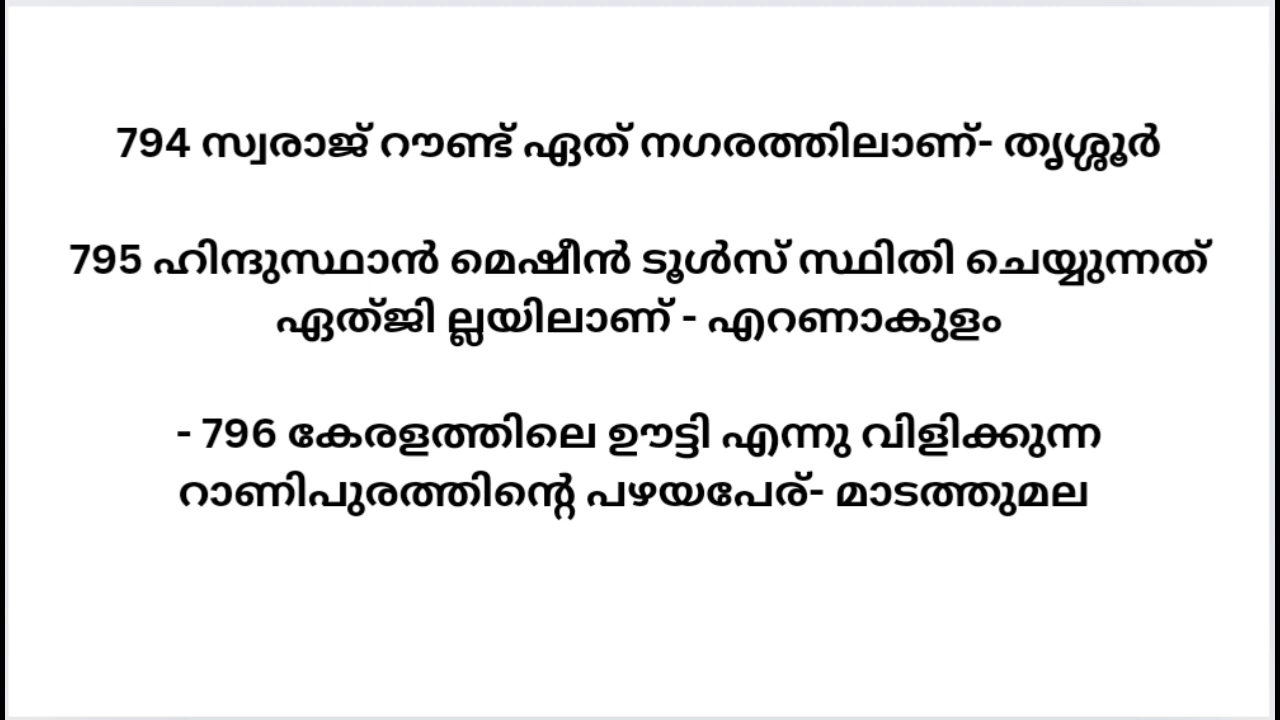 794 സ്വരാജ് റൗണ്ട് ഏത് നഗരത്തിലാണ്- തൃശ്ശൂർ
795 ഹിന്ദുസ്ഥാൻ മെഷീൻ ടൂൾസ് സ്ഥിതി ചെയ്യുന്നത്
ഏത്ജി ല്ലയിലാണ് - എറണാകുളം
- 796 കേരളത്തിലെ ഊട്ടി എന്നു വിളിക്കുന്ന
റാണിപുരത്തിന്റെ പഴയപേര്- മാടത്തുമല